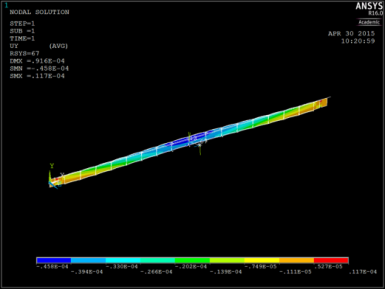 1
NODAL SOLUTION
ANSYS
R16.0
Academic
STEP=1
SUB =1
TIME=1
UY (AVG)
RSYS=67
DMX =.916E-04
SMN =-.458E-04
SMX =.117E-04
APR 30 2015
10:20:59
Y
-.458E-04 -.330E-04 -.202E-04 -.749E-05 .527E-05
-.394E-04 -.266E-04 -.139E-04 -.111E-05 .117E-04